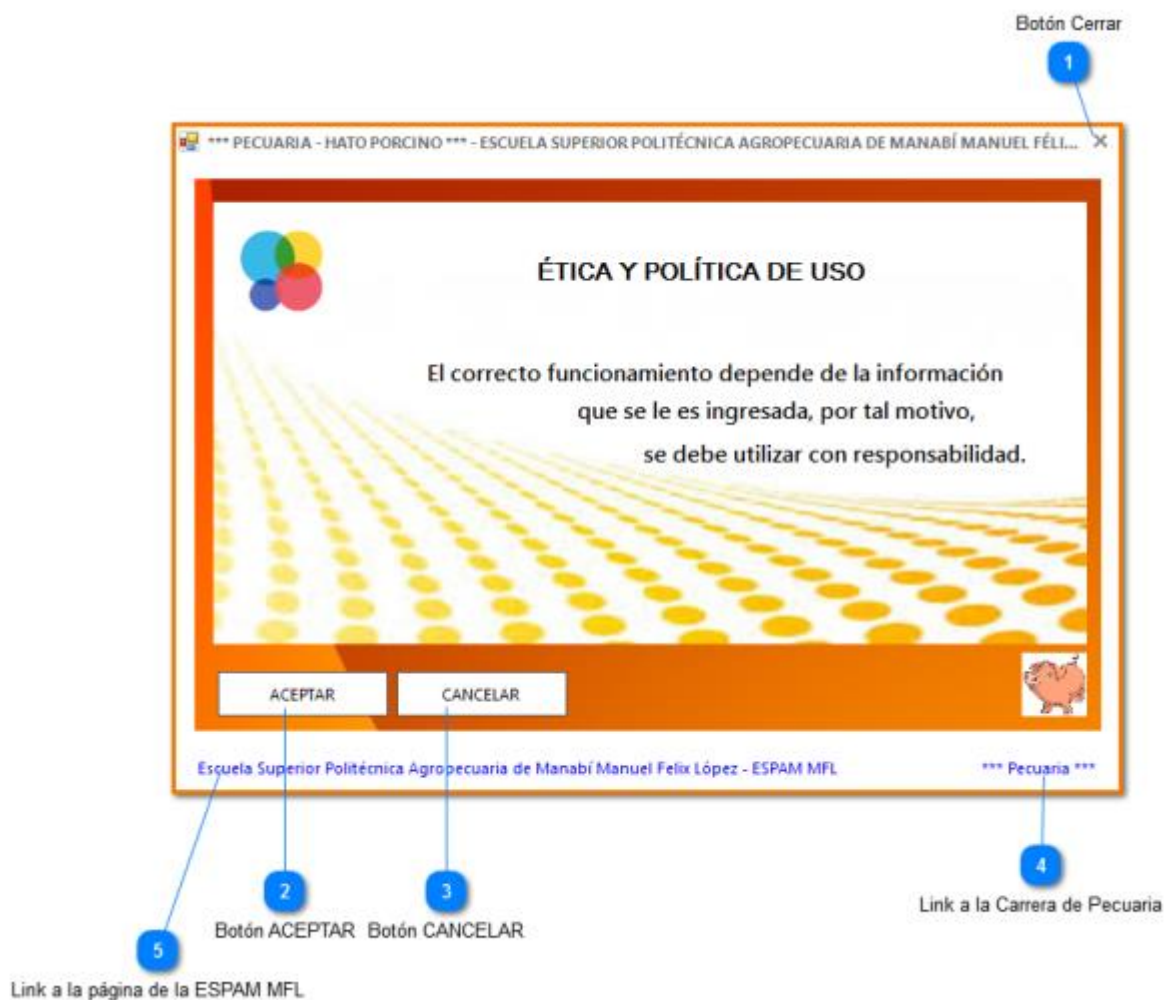 Botón Cerrar
1
*** PECUARIA - HATO PORCINO *** - ESCUELA SUPERIOR POLITÉCNICA AGROPECUARIA DE MANABÍ MANUEL FÉLI...
ÉTICA Y POLÍTICA DE USO
El correcto funcionamiento depende de la información
que se le es ingresada, por tal motivo,
se debe utilizar con responsabilidad.
ACEPTAR CANCELAR
Escuela Superior Politécnica Agropecuaria de Manabí Manuel Felix López - ESPAM MFL *** Pecuaria ***
2 3 4
Botón ACEPTAR Botón CANCELAR Link a la Carrera de Pecuaria
5
Link a la página de la ESPAM MFL